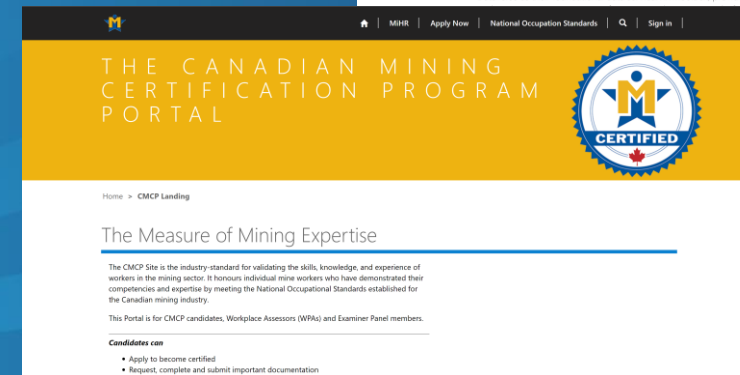 M
MiHR | Apply Now | National Occupation Standards | Sign in |
THE CANADIAN MINING
CERTIFICATION PROGRAM
PORTAL
M
CERTIFIED
Home > CMCP Landing
The Measure of Mining Expertise
The CMCP Site is the industry-standard for validating the skills, knowledge, and experience of
workers in the mining sector. It honours individual mine workers who have demonstrated their
competencies and expertise by meeting the National Occupational Standards established for
the Canadian mining industry.
This Portal is for CMCP candidates, Workplace Assessors (WPAs) and Examiner Panel members.
Candidates can
• Apply to become certified
• Request, complete and submit important documentation